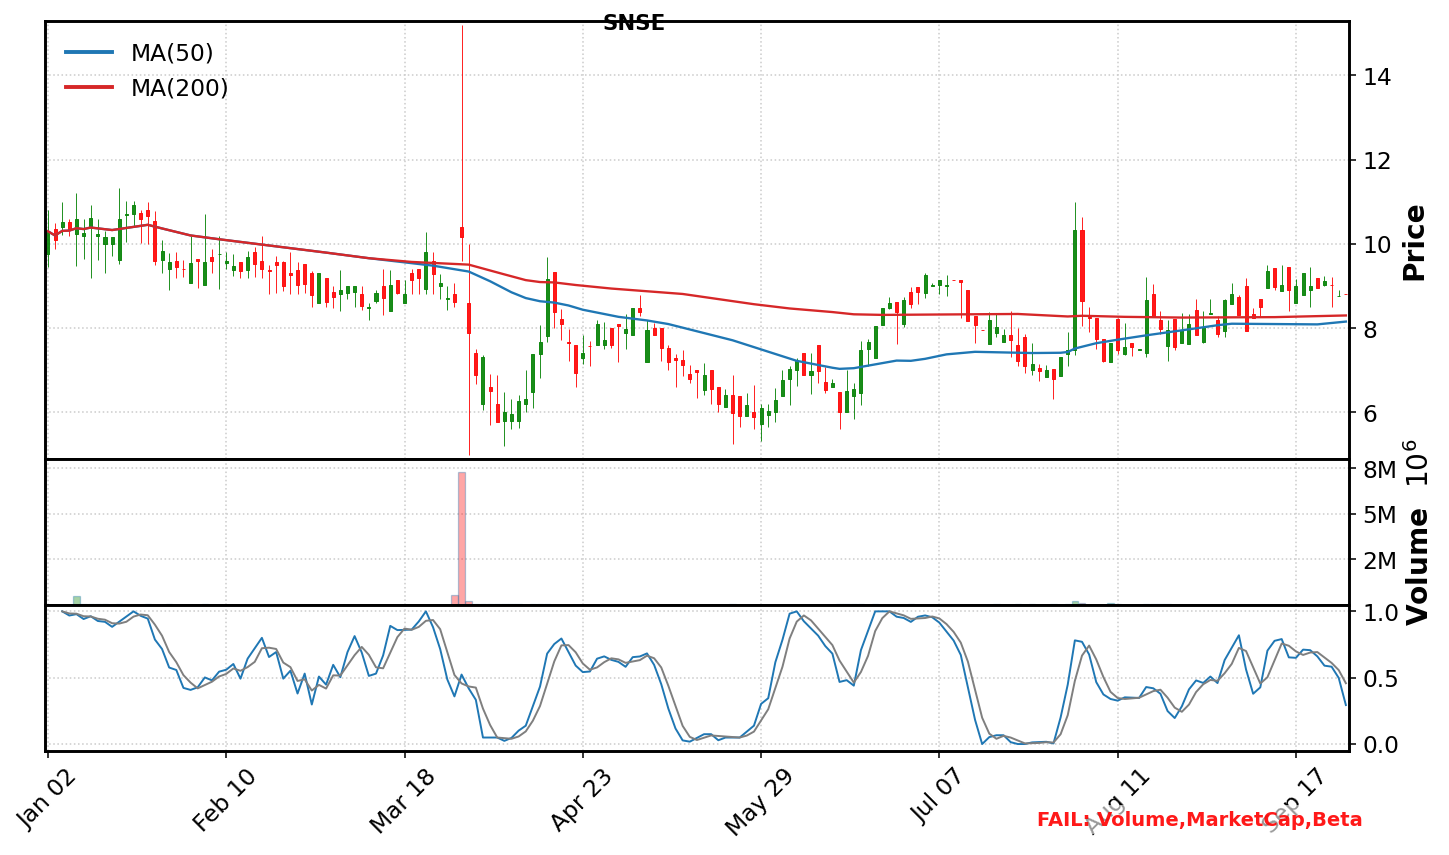 SNSE
MA(50)
MA(200)
14
12
10
8
6
Price
8M
5M
2M
Volume 10^6
1.0
0.5
0.0
Jan 02
Feb 10
Mar 18
Apr 23
May 29
Jul 07
Aug 11
Sep 17
FAIL: Volume,MarketCap,Beta